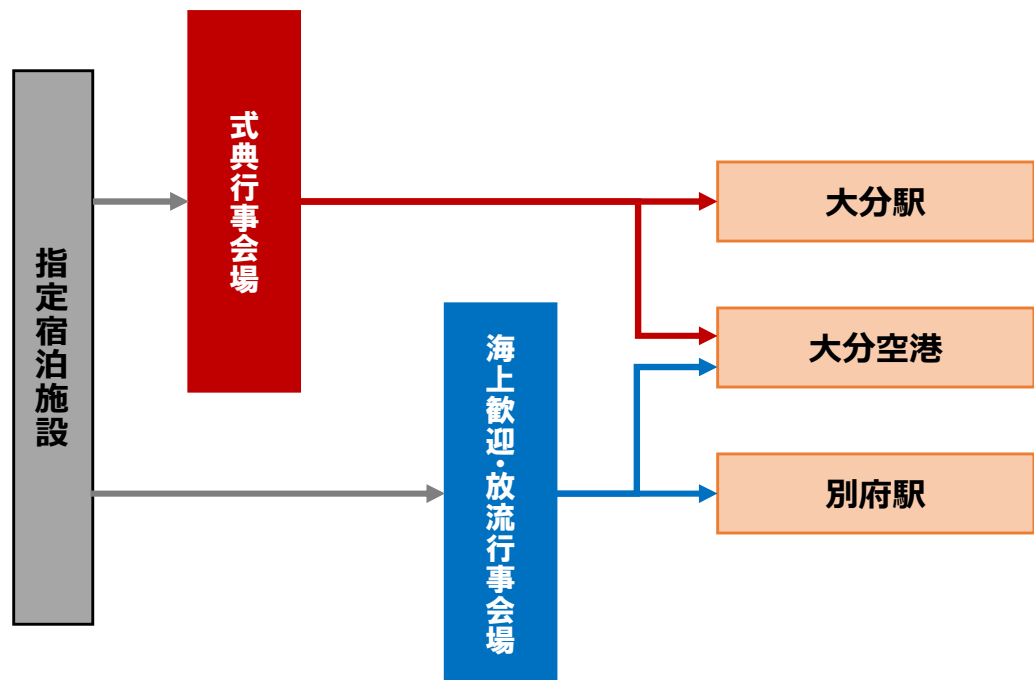 指定宿泊施設
式典行事会場
海上歓迎・放流行事会場
大分駅
大分空港
別府駅